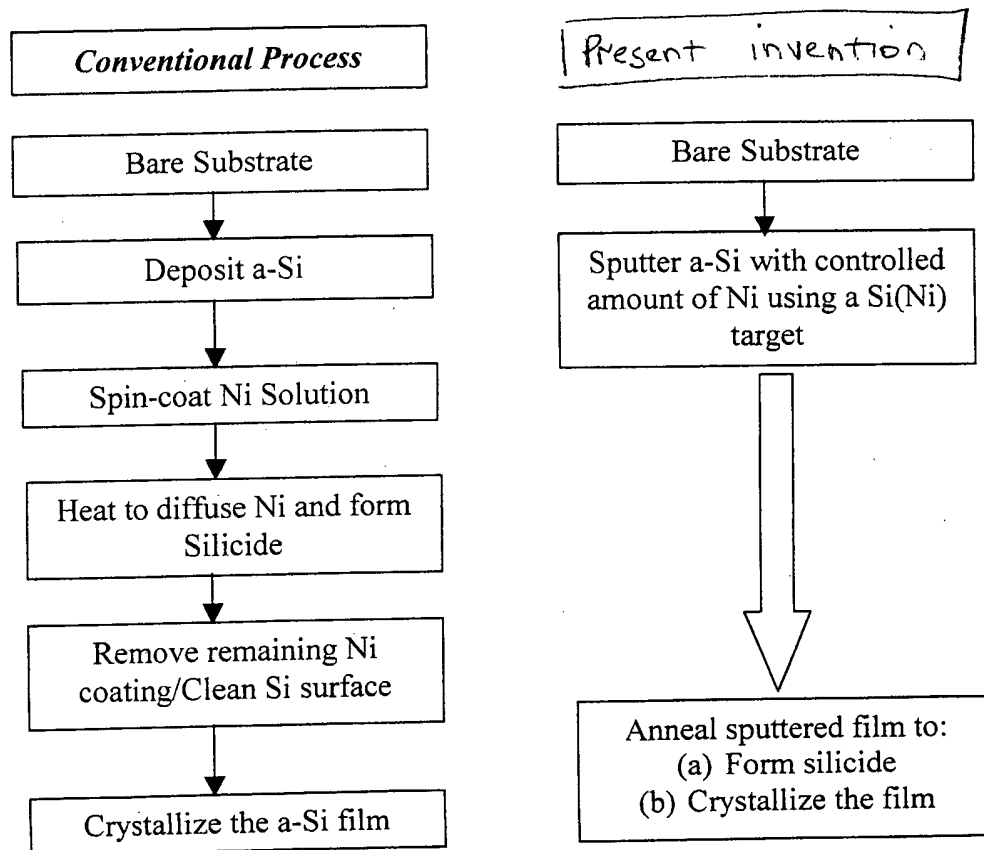 Conventional Process
Bare Substrate
Deposit a-Si
Spin-coat Ni Solution
Heat to diffuse Ni and form
Silicide
Remove remaining Ni
coating/Clean Si surface
Crystallize the a-Si film
Present invention
Bare Substrate
Sputter a-Si with controlled
amount of Ni using a Si(Ni)
target
Anneal sputtered film to:
(a) Form silicide
(b) Crystallize the film